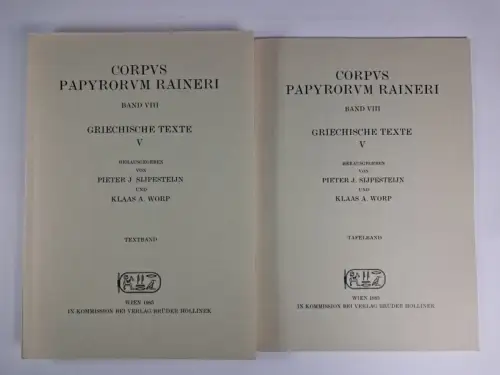 CORPVS
PAPYRORVM RAINERI
BAND VIII
GRIECHISCHE TEXTE
V
HERAUSGEGEBEN
VON
PIETER J. SIJPESTEIJN
UND
KLAAS A. WORP
TEXTBAND
WIEN 1983
IN KOMMISSION BEI VERLAG BRÜDER HOLLINEK
CORPVS
PAPYRORVM RAINERI
BAND VIII
GRIECHISCHE TEXTE
V
HERAUSGEGEBEN
VON
PIETER J. SIJPESTEIJN
UND
KLAAS A. WORP
TAFELBAND
WIEN 1983
IN KOMMISSION BEI VERLAG BRÜDER HOLLINEK